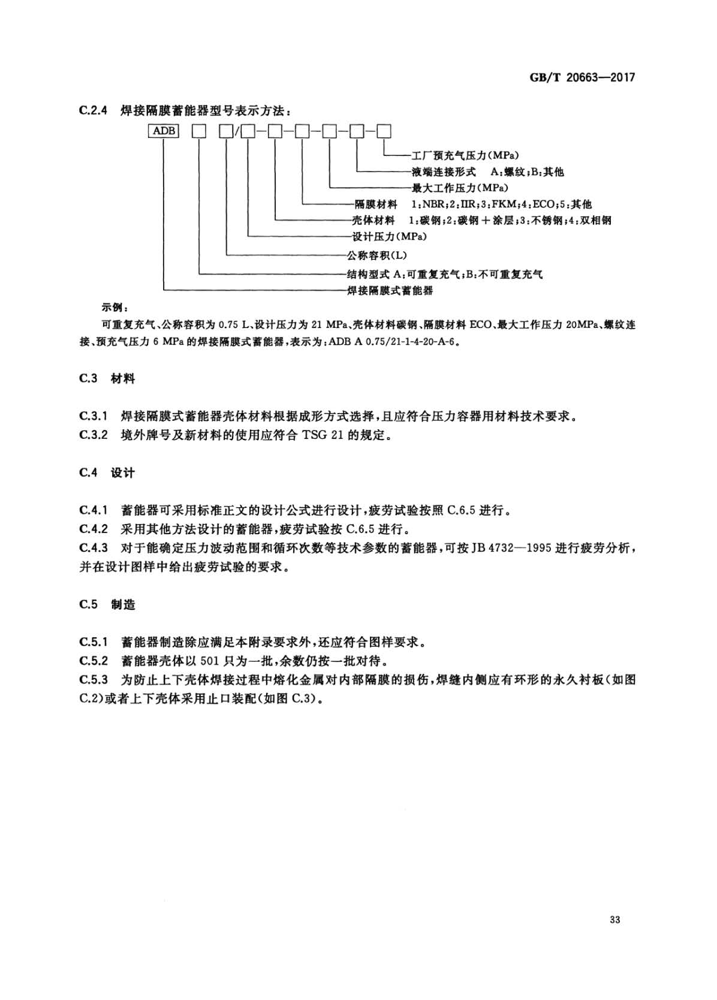 GB/T 20663—2017
C.2.4 焊接隔膜蓄能器型号表示方法：
ADB □ □/□-□-□-□-□-□
工厂预充气压力(MPa)
液端连接形式 A:螺纹;B:其他
最大工作压力(MPa)
隔膜材料 1:NBR;2:IIR;3:FKM;4:ECO;5:其他
壳体材料 1:碳钢;2:碳钢＋涂层;3:不锈钢;4:双相钢
设计压力(MPa)
公称容积(L)
结构型式 A:可重复充气;B:不可重复充气
焊接隔膜式蓄能器
示例：
可重复充气、公称容积为 0.75 L、设计压力为 21 MPa、壳体材料碳钢、隔膜材料 ECO、最大工作压力 20MPa、螺纹连
接、预充气压力 6 MPa 的焊接隔膜式蓄能器，表示为：ADB A 0.75/21-1-4-20-A-6。
C.3 材料
C.3.1 焊接隔膜式蓄能器壳体材料根据成形方式选择，且应符合压力容器用材料技术要求。
C.3.2 境外牌号及新材料的使用应符合 TSG 21 的规定。
C.4 设计
C.4.1 蓄能器可采用标准正文的设计公式进行设计，疲劳试验按照 C.6.5 进行。
C.4.2 采用其他方法设计的蓄能器，疲劳试验按 C.6.5 进行。
C.4.3 对于能确定压力波动范围和循环次数等技术参数的蓄能器，可按 JB 4732—1995 进行疲劳分析，
并在设计图样中给出疲劳试验的要求。
C.5 制造
C.5.1 蓄能器制造除应满足本附录要求外，还应符合图样要求。
C.5.2 蓄能器壳体以 501 只为一批，余数仍按一批对待。
C.5.3 为防止上下壳体焊接过程中熔化金属对内部隔膜的损伤，焊缝内侧应有环形的永久衬板(如图
C.2)或者上下壳体采用止口装配(如图 C.3)。
33